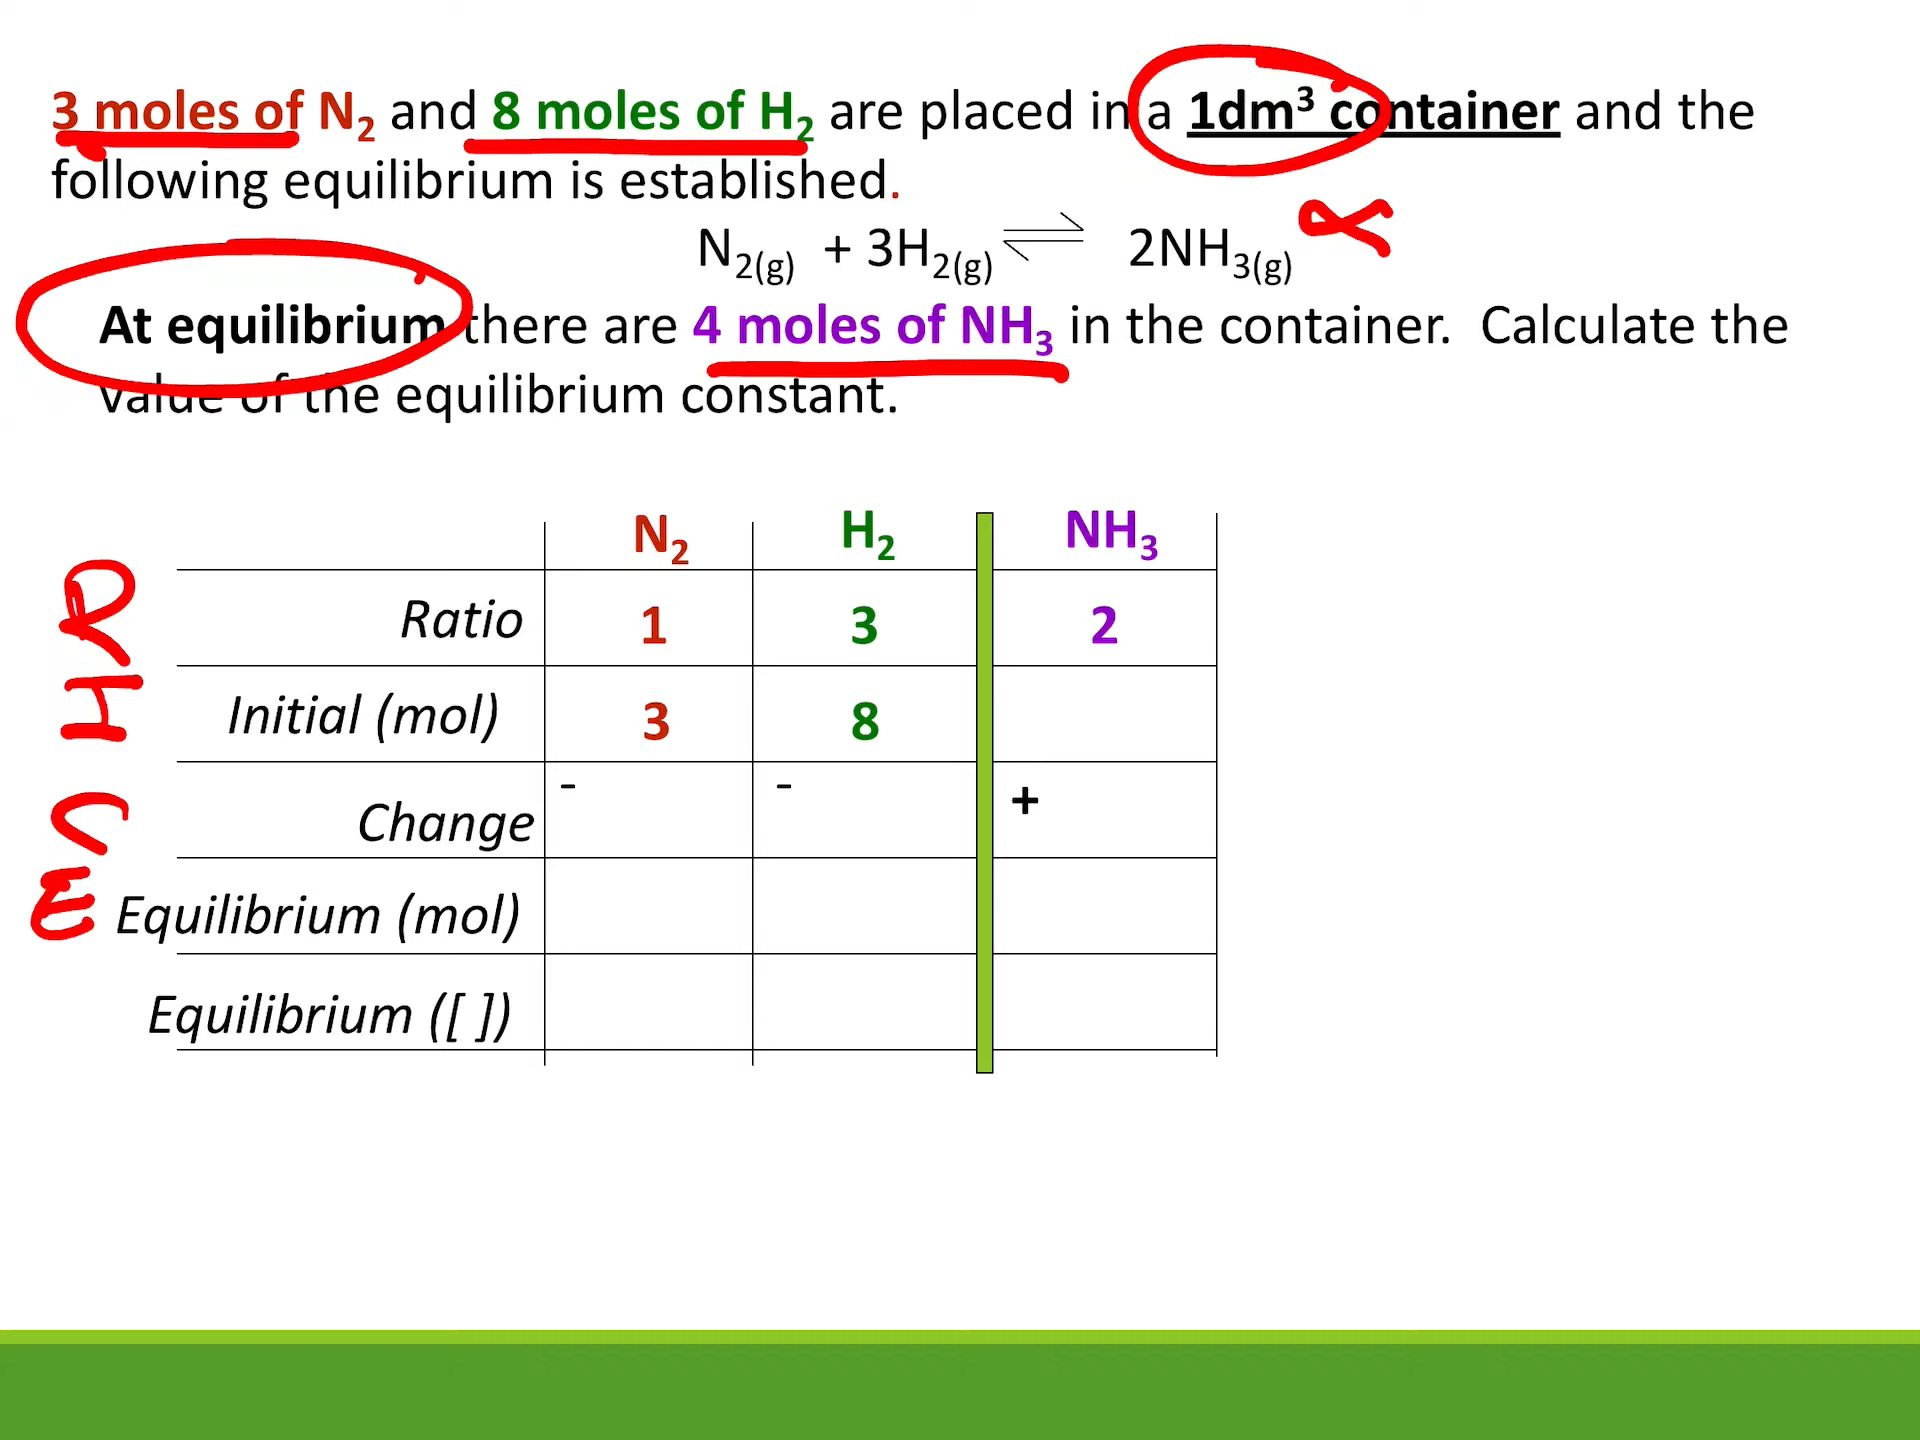 3 moles of N₂ and 8 moles of H₂ are placed in a 1dm³ container and the
following equilibrium is established.
N₂(g) + 3H₂(g) ⇌ 2NH₃(g)
At equilibrium there are 4 moles of NH₃ in the container. Calculate the
value of the equilibrium constant.
N₂ H₂ NH₃
R Ratio 1 3 2
I Initial (mol) 3 8
C Change - - +
E Equilibrium (mol)
Equilibrium ([ ])